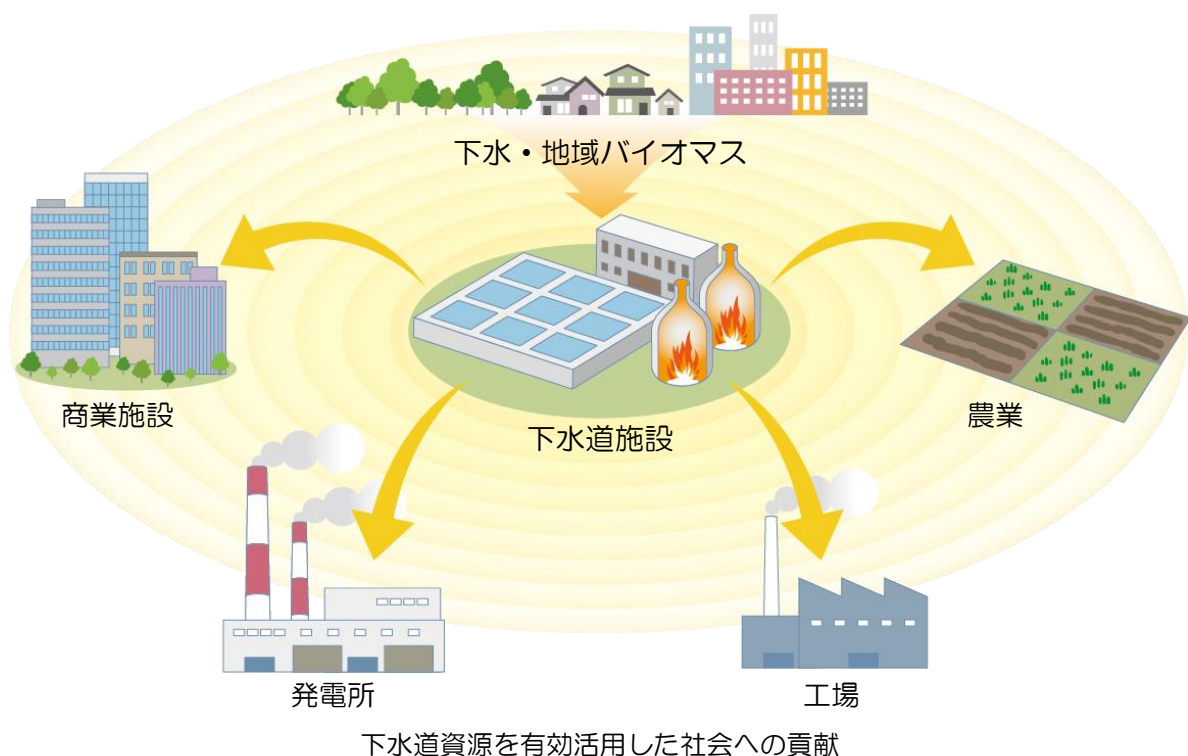 下水・地域バイオマス
商業施設
下水道施設
農業
発電所
工場
下水道資源を有効活用した社会への貢献